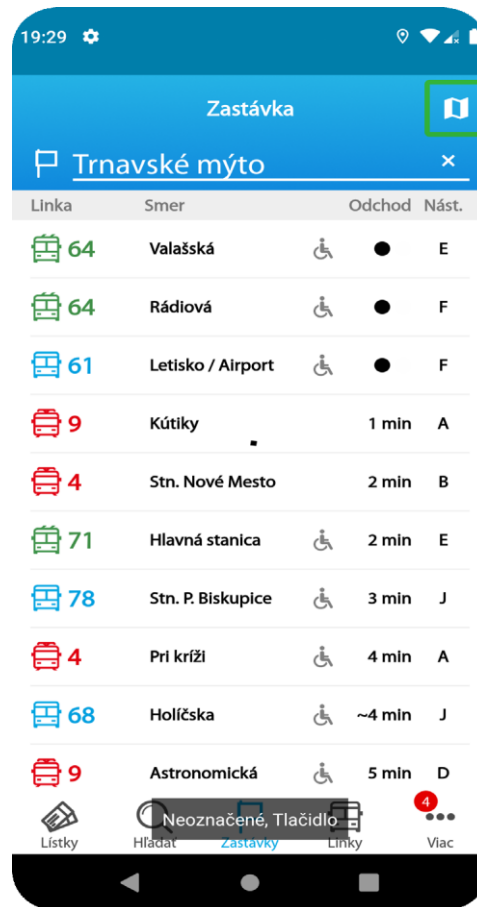 19:29
Zastávka
Trnavské mýto ×
Linka Smer Odchod Nást.
64 Valašská ● E
64 Rádiová ● F
61 Letisko / Airport ● F
9 Kútiky 1 min A
4 Stn. Nové Mesto 2 min B
71 Hlavná stanica 2 min E
78 Stn. P. Biskupice 3 min J
4 Pri kríži 4 min A
68 Holíčska ~4 min J
9 Astronomická 5 min D
4
Neoznačené, Tlačidlo
Lístky Hľadať Zastávky Linky Viac